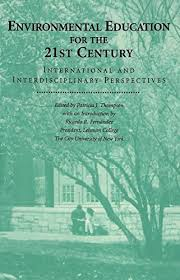 ENVIRONMENTAL EDUCATION
FOR THE
21ST CENTURY
INTERNATIONAL AND
INTERDISCIPLINARY PERSPECTIVES
Edited by Patricia J. Thompson
with an Introduction by
Ricardo R. Fernández
President, Lehman College
The City University of New York